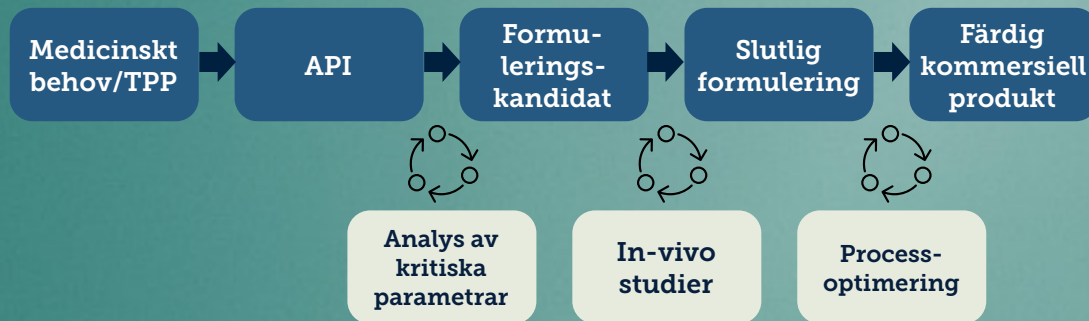 Medicinskt
behov/TPP
API
Formu-
lerings-
kandidat
Slutlig
formulering
Färdig
kommersiell
produkt
Analys av
kritiska
parametrar
In-vivo
studier
Process-
optimering